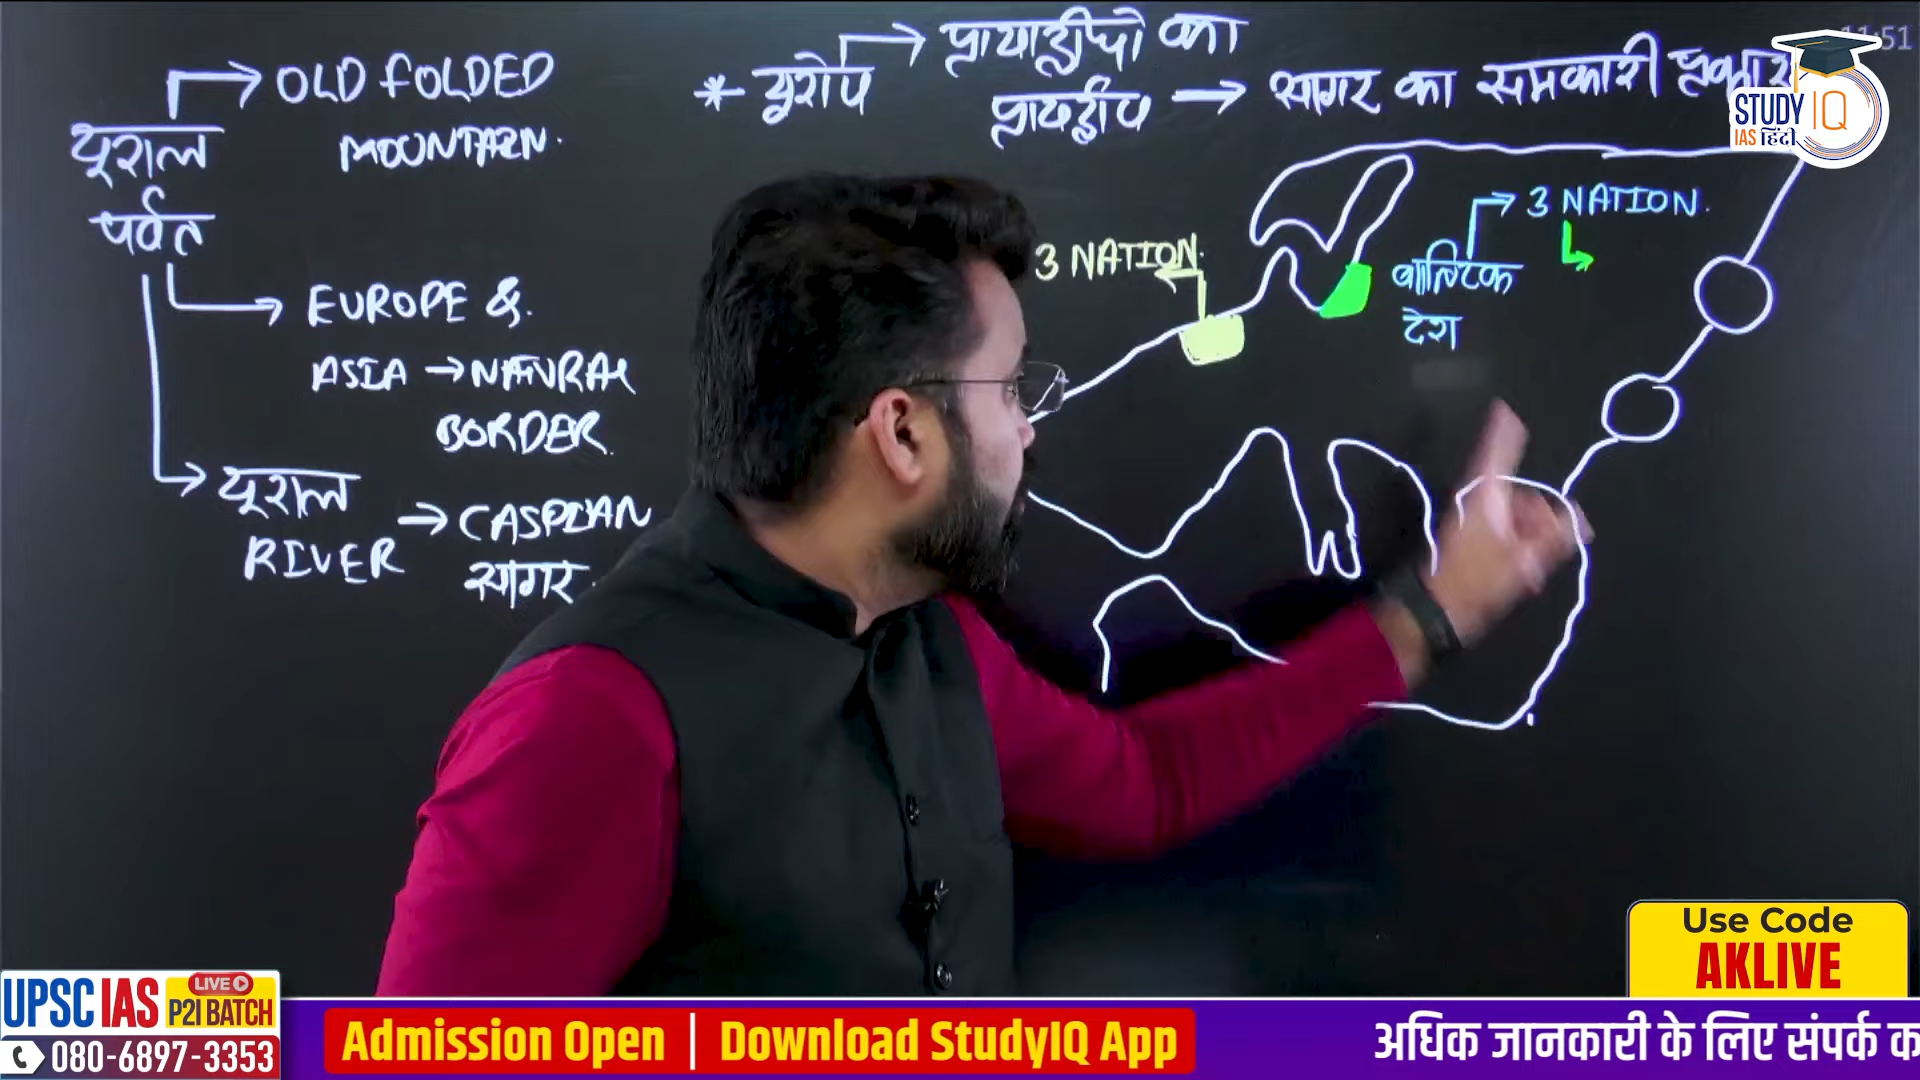 OLD FOLDED
MOUNTAIN.
यूराल
पर्वत
EUROPE &.
ASIA → NATURAL
BORDER.
यूराल
RIVER → CASPIAN
सागर.
* यूरोप → प्रायद्वीपो का
प्रायद्वीप → सागर का समकारी
3 NATION.
3 NATION.
बाल्टिक
देश
:51
STUDY IQ
IAS हिंदी
Use Code
AKLIVE
UPSC IAS LIVE
P2I BATCH
080-6897-3353
Admission Open | Download StudyIQ App
अधिक जानकारी के लिए संपर्क क